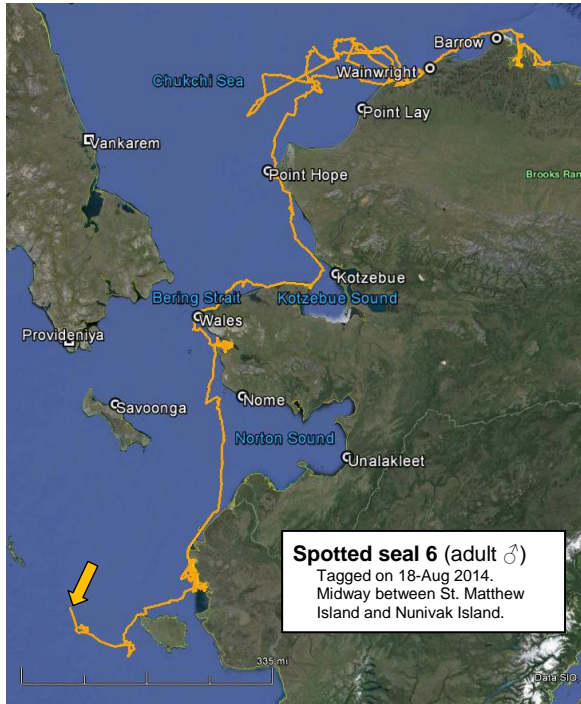 Barrow
Wainwright
Chukchi Sea
Point Lay
Vankarem
Point Hope
Brooks Ran
Kotzebue
Bering Strait
Kotzebue Sound
Wales
Provideniya
Savoonga
Nome
Norton Sound
Unalakleet
Spotted seal 6 (adult ♂)
Tagged on 18-Aug 2014.
Midway between St. Matthew
Island and Nunivak Island.
335 mi
Data SIO